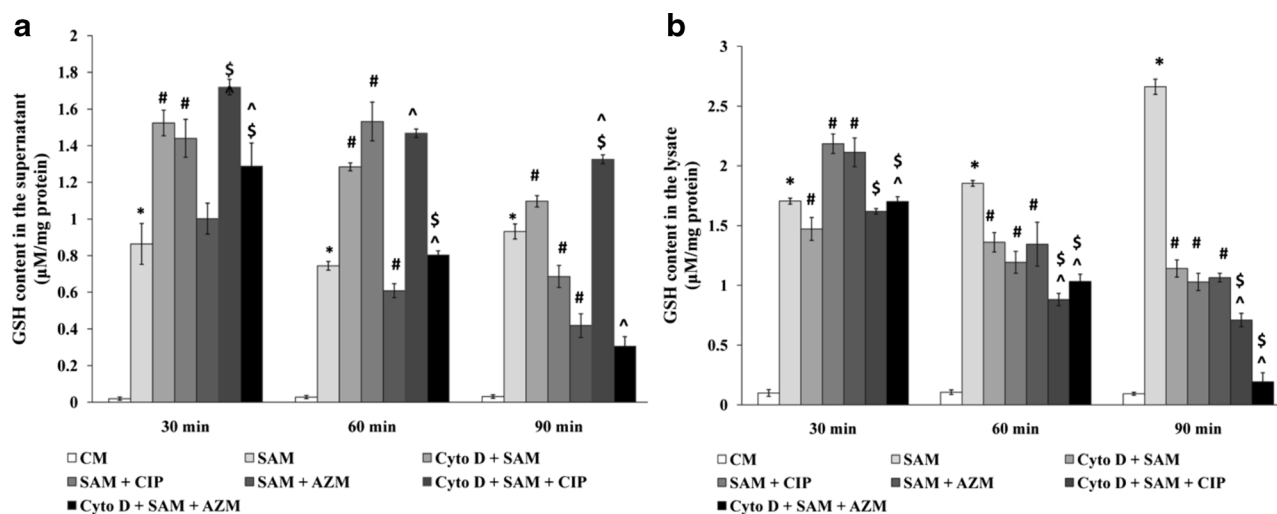 a
GSH content in the supernatant
(µM/mg protein)
2
1.8
1.6
1.4
1.2
1
0.8
0.6
0.4
0.2
0
*
#
#
$
^
^
$
*
#
#
#
^
$
^
*
#
#
#
^
$
^
30 min
60 min
90 min
CM
SAM
Cyto D + SAM
SAM + CIP
SAM + AZM
Cyto D + SAM + CIP
Cyto D + SAM + AZM
b
GSH content in the lysate
(µM/mg protein)
3
2.5
2
1.5
1
0.5
0
*
#
#
#
$
$
^
*
#
#
#
$
^
$
^
*
#
#
#
$
^
$
^
30 min
60 min
90 min
CM
SAM
Cyto D + SAM
SAM + CIP
SAM + AZM
Cyto D + SAM + CIP
Cyto D + SAM + AZM